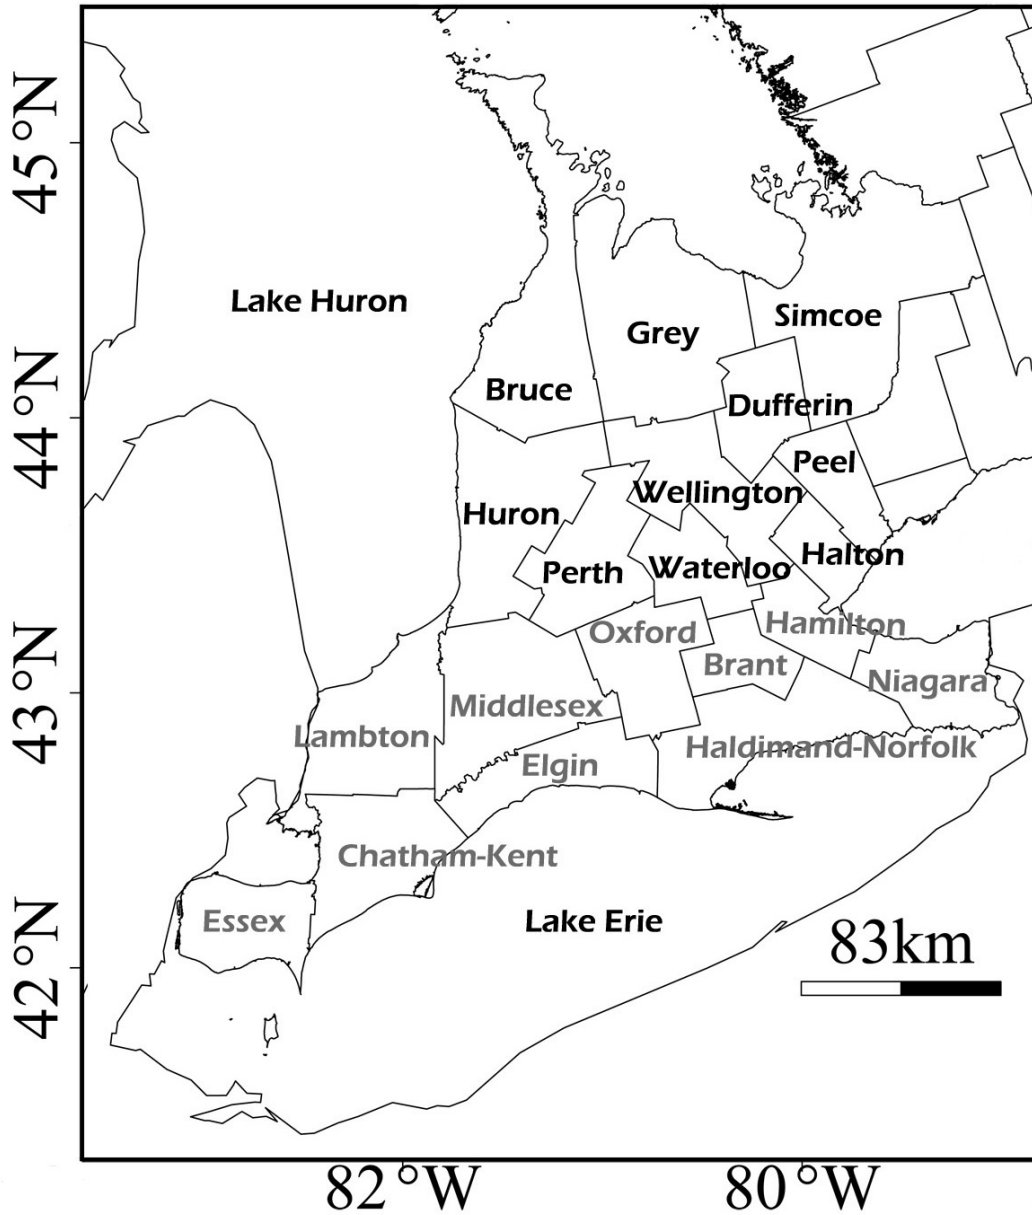 45°N
Lake Huron
Simcoe
Grey
Bruce
44°N
Dufferin
Peel
Wellington
Huron
Halton
Perth
Waterloo
Hamilton
Oxford
Brant
43°N
Niagara
Middlesex
Lambton
Haldimand-Norfolk
Elgin
Chatham-Kent
Essex
Lake Erie
83km
42°N
82°W
80°W